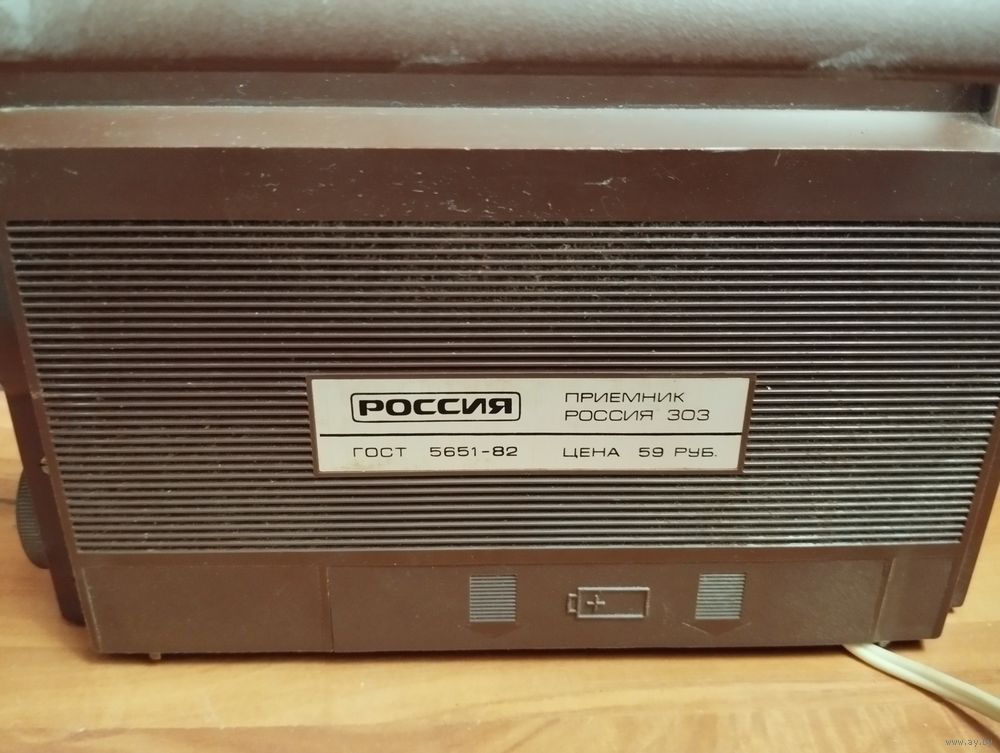 РОССИЯ
ПРИЕМНИК
РОССИЯ 303
ГОСТ 5651-82
ЦЕНА 59 РУБ.